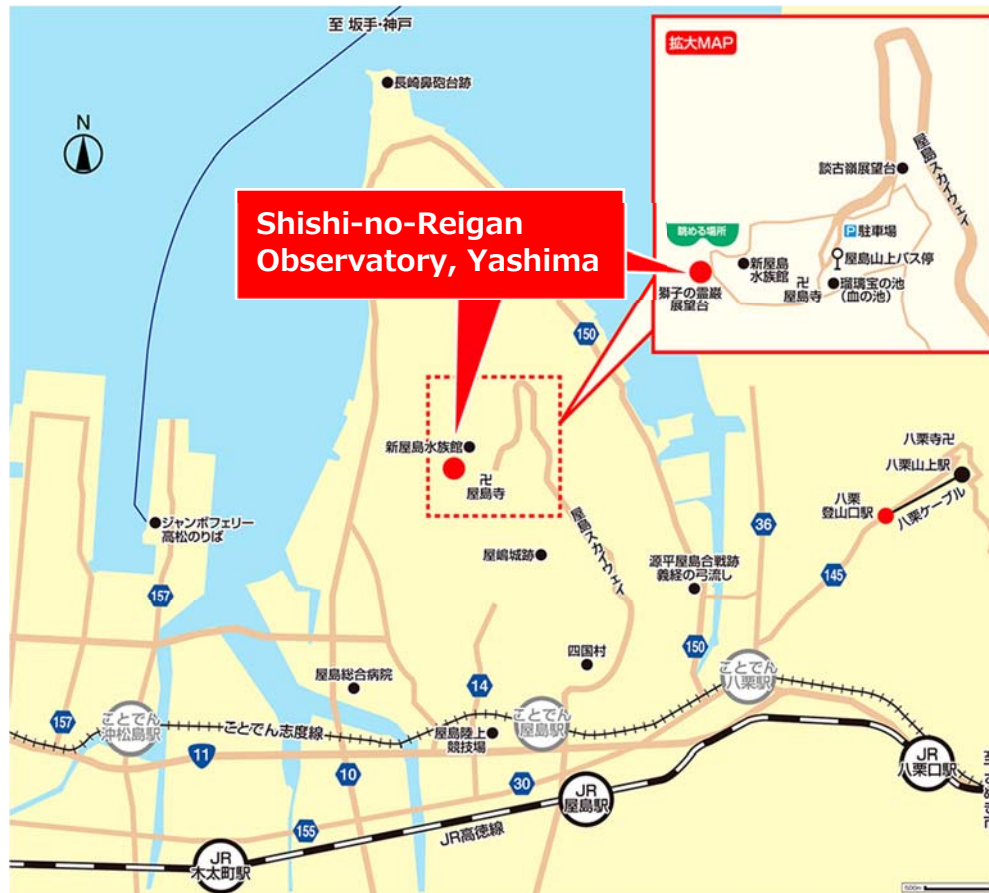 至 坂手・神戸
長崎鼻砲台跡
N
Shishi-no-Reigan
Observatory, Yashima
拡大MAP
屋島スカイウェイ
談古嶺展望台
眺める場所
P 駐車場
新屋島
水族館
屋島山上バス停
卍
屋島寺
瑠璃宝の池
(血の池)
獅子の霊巌
展望台
150
新屋島水族館
卍
屋島寺
屋島スカイウェイ
八栗寺卍
八栗山上駅
八栗
登山口駅
八栗ケーブル
ジャンボフェリー
高松のりば
36
屋嶋城跡
源平屋島合戦跡
義経の弓流し
145
157
四国村
150
屋島総合病院
14
ことでん
八栗駅
157
ことでん
沖松島駅
ことでん志度線
屋島陸上
競技場
ことでん
屋島駅
11
10
30
JR
八栗口駅
至 さぬき市
JR
屋島駅
155
JR高徳線
JR
木太町駅
500m